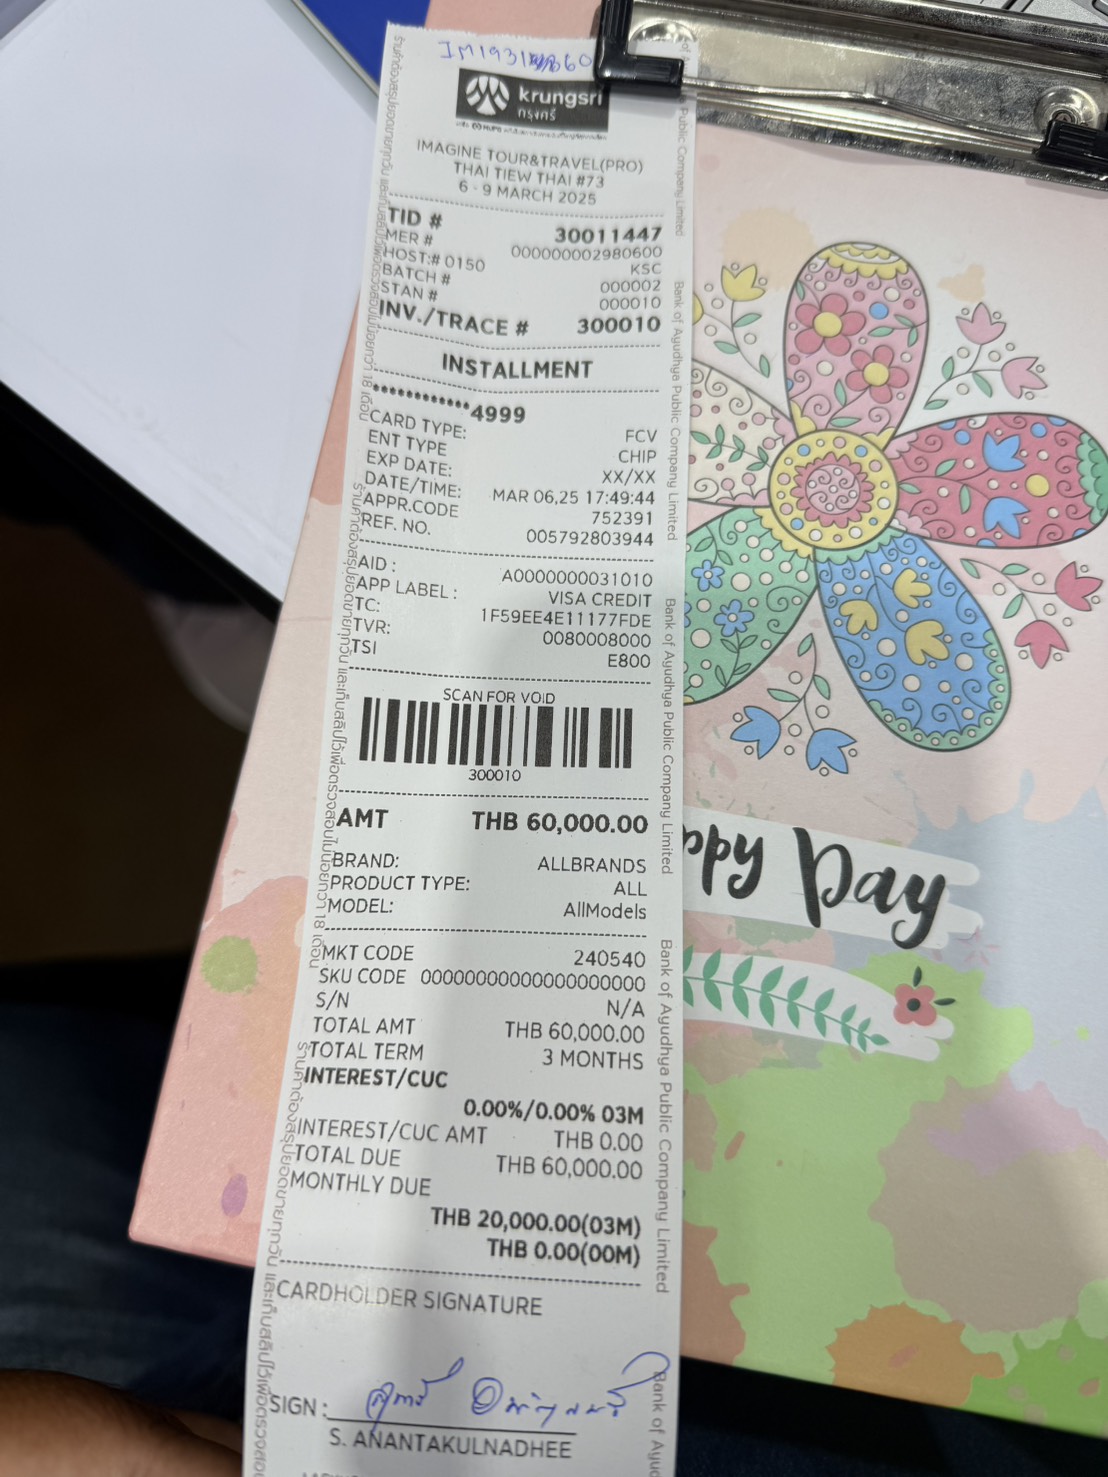 krungsri
กรุงศรี
IMAGINE TOUR&TRAVEL(PRO)
THAI TIEW THAI #73
6 - 9 MARCH 2025
TID # 30011447
MER # 000000002980600
HOST:# 0150 KSC
BATCH # 000002
STAN # 000010
INV./TRACE # 300010
INSTALLMENT
************4999
CARD TYPE: FCV
ENT TYPE CHIP
EXP DATE: XX/XX
DATE/TIME: MAR 06,25 17:49:44
APPR.CODE 752391
REF. NO. 005792803944
AID : A0000000031010
APP LABEL : VISA CREDIT
TC: 1F59EE4E11177FDE
TVR: 0080008000
TSI E800
SCAN FOR VOID
300010
AMT THB 60,000.00
BRAND: ALLBRANDS
PRODUCT TYPE: ALL
MODEL: AllModels
MKT CODE 240540
SKU CODE 00000000000000000000
S/N N/A
TOTAL AMT THB 60,000.00
TOTAL TERM 3 MONTHS
INTEREST/CUC
0.00%/0.00% 03M
INTEREST/CUC AMT THB 0.00
TOTAL DUE THB 60,000.00
MONTHLY DUE
THB 20,000.00(03M)
THB 0.00(00M)
CARDHOLDER SIGNATURE
SIGN :
S. ANANTAKULNADHEE
Bank of Ayudhya Public Company Limited
Bank of Ayudhya Public Company Limited
Bank of Ayudhya Public Company Limited
ppy Day